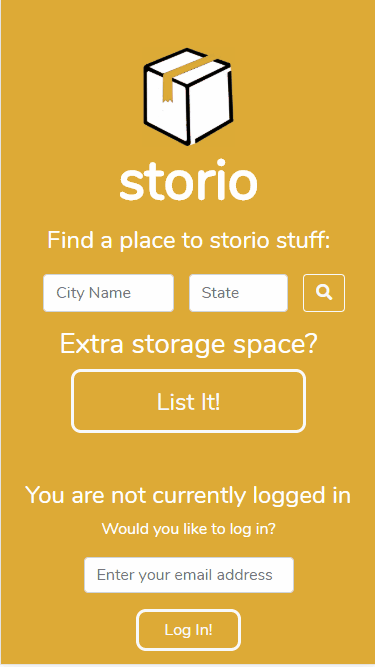 storio
Find a place to storio stuff:
City Name State
Extra storage space?
List It!
You are not currently logged in
Would you like to log in?
Enter your email address
Log In!